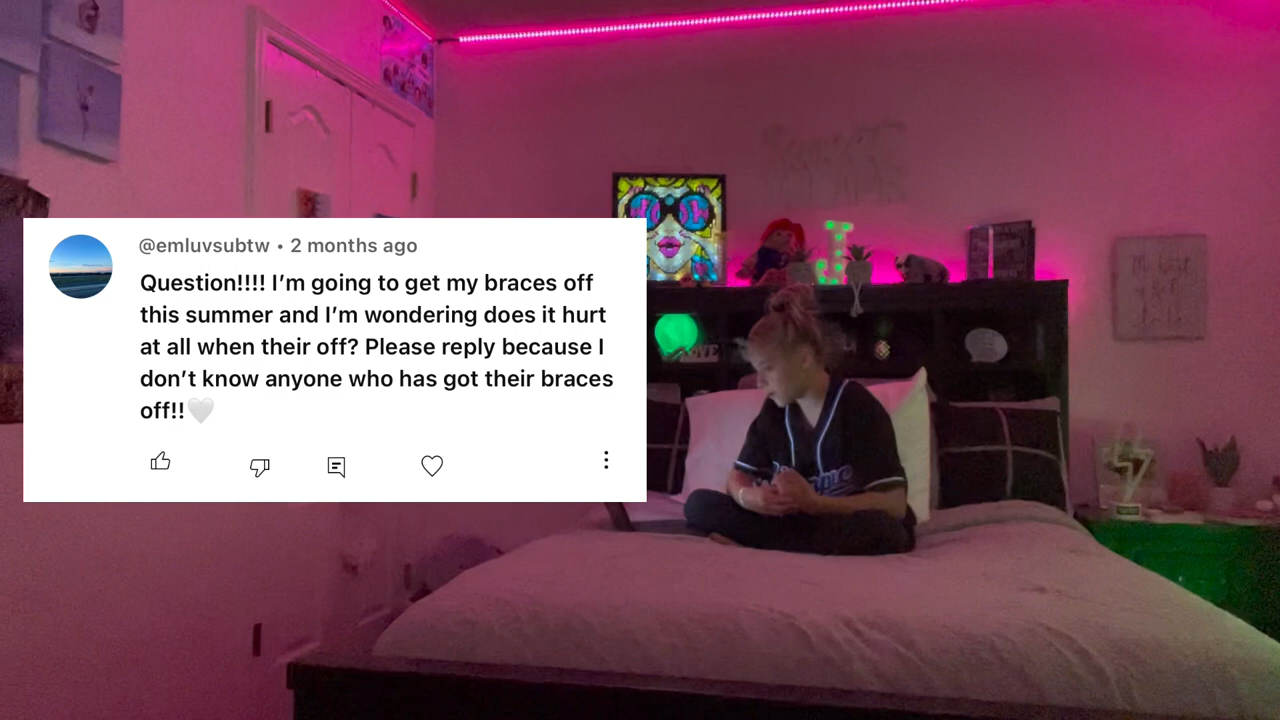 @emluvsubtw • 2 months ago
Question!!!! I’m going to get my braces off
this summer and I’m wondering does it hurt
at all when their off? Please reply because I
don’t know anyone who has got their braces
off!!🤍
J